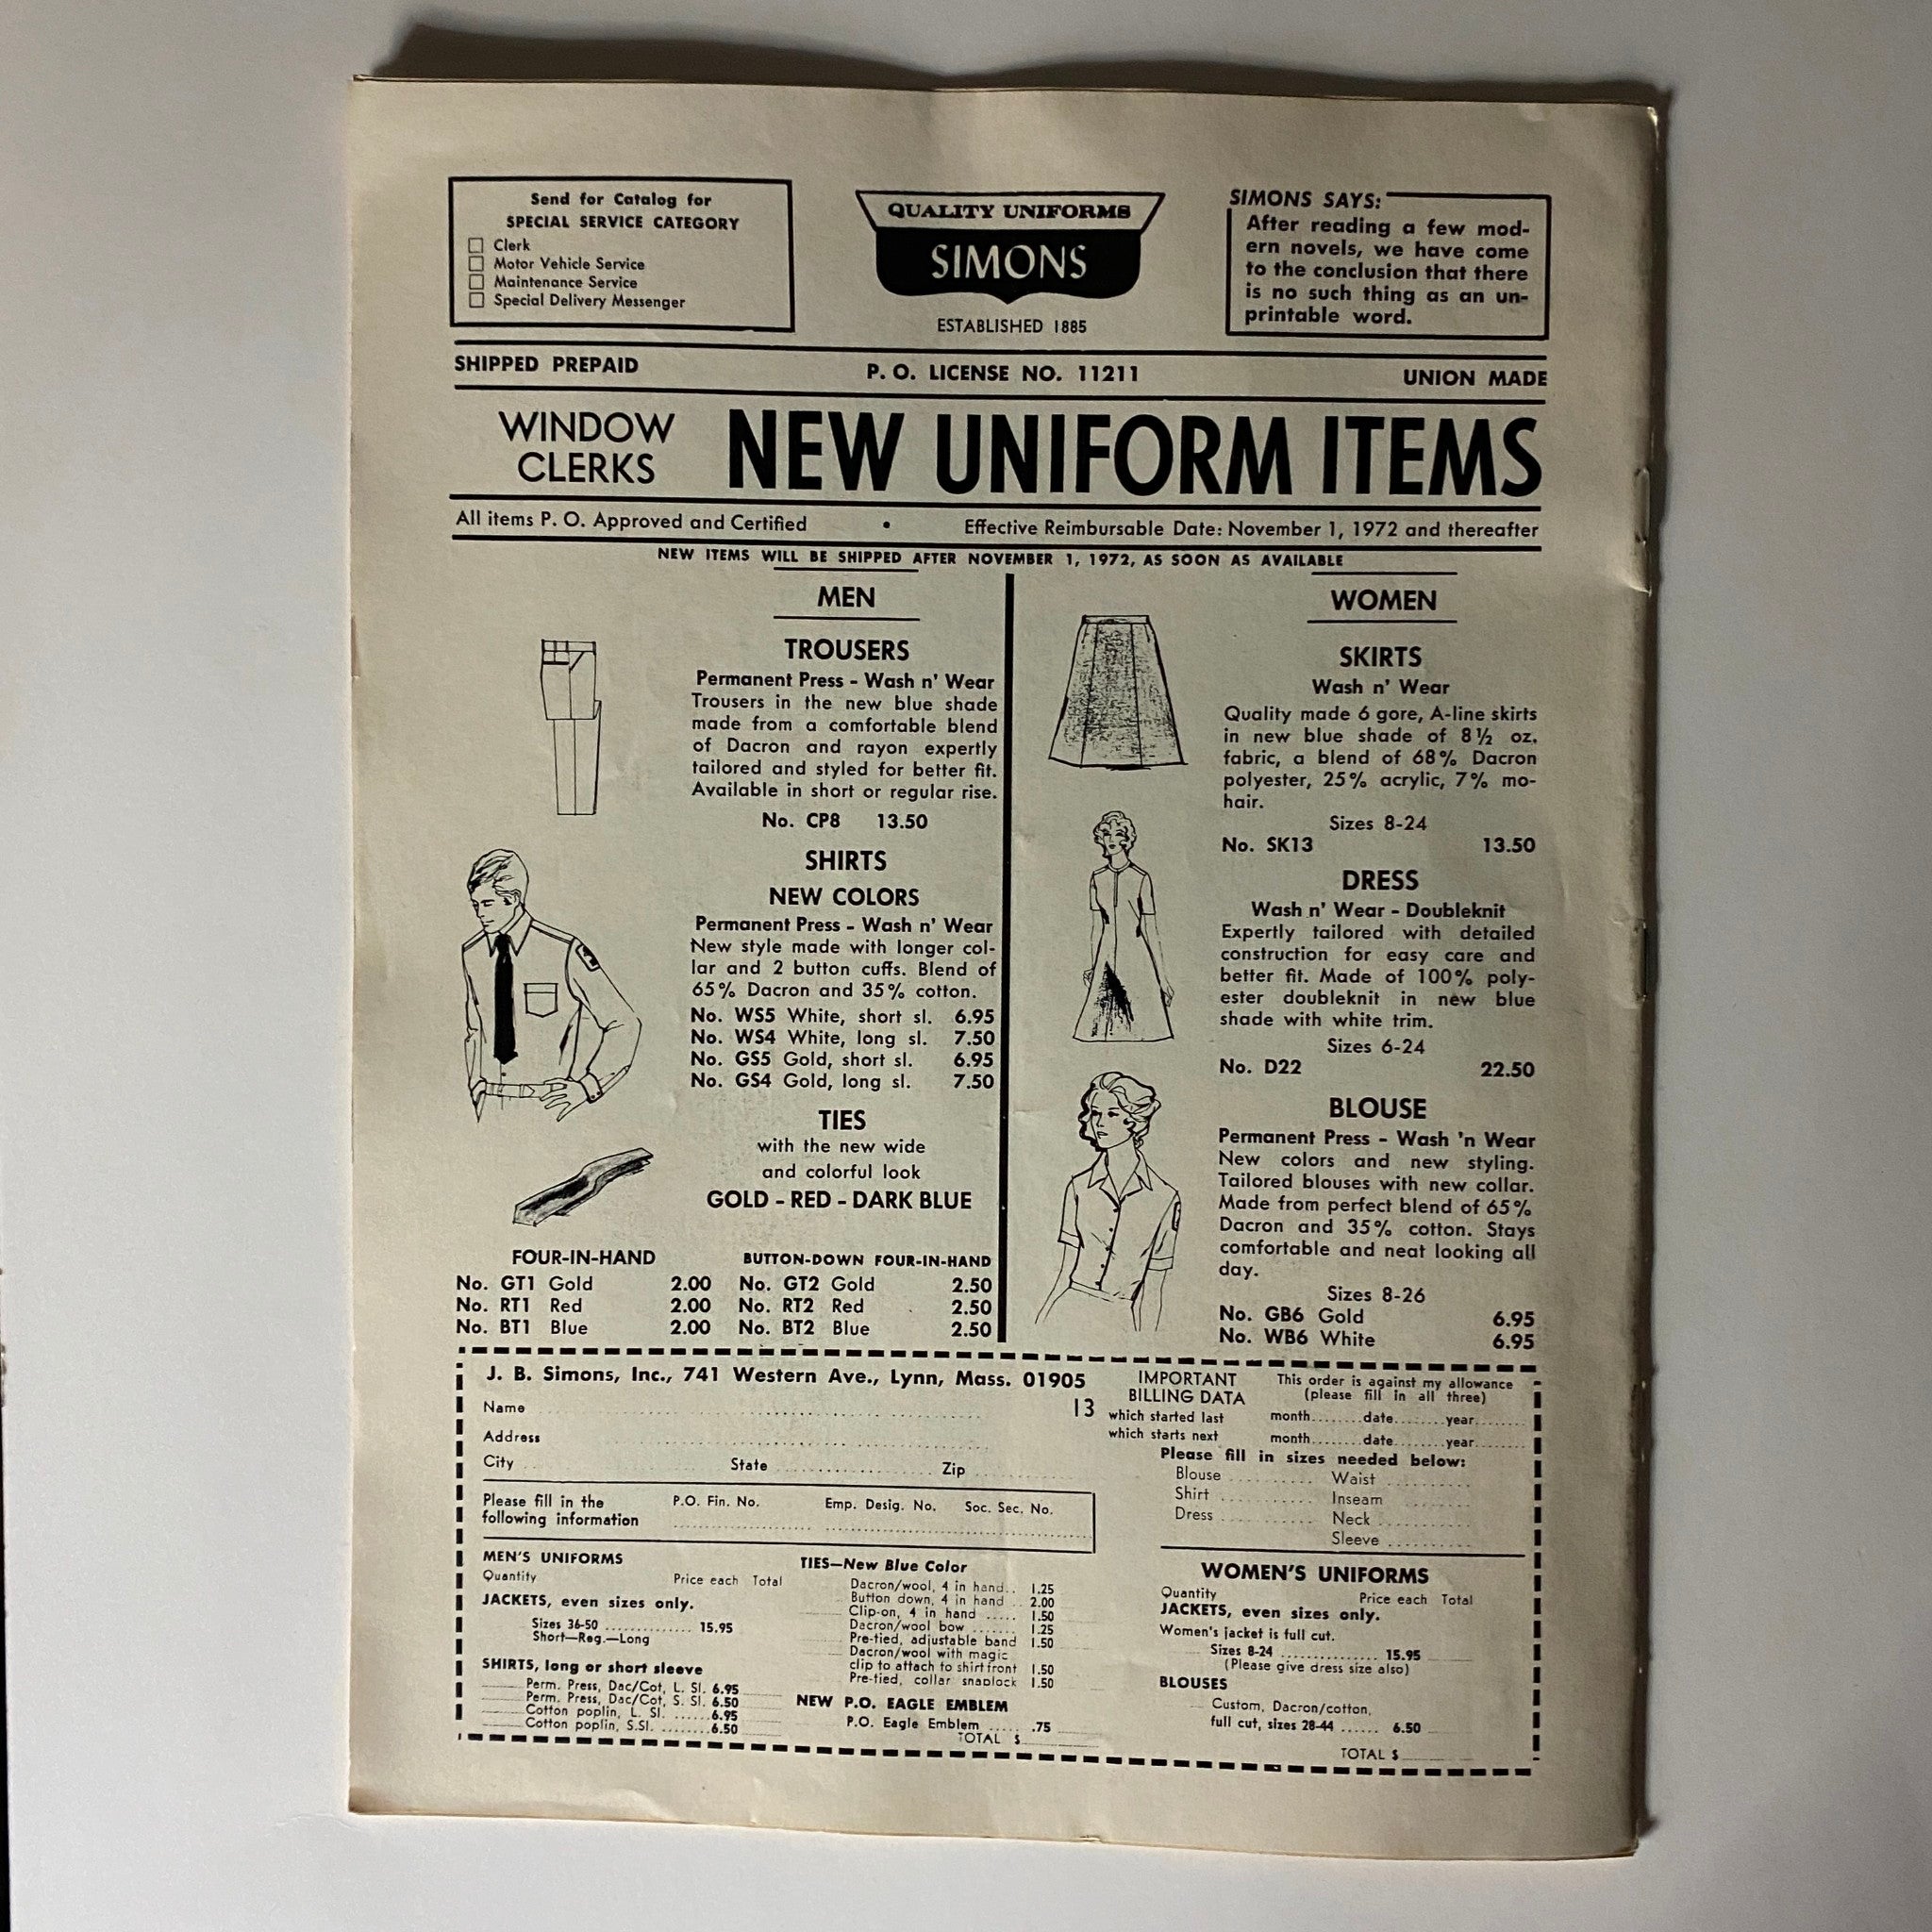 Send for Catalog for
SPECIAL SERVICE CATEGORY
Clerk
Motor Vehicle Service
Maintenance Service
Special Delivery Messenger
QUALITY UNIFORMS
SIMONS
ESTABLISHED 1885
SIMONS SAYS:
After reading a few mod-
ern novels, we have come
to the conclusion that there
is no such thing as an un-
printable word.
SHIPPED PREPAID
P. O. LICENSE NO. 11211
UNION MADE
WINDOW
CLERKS
NEW UNIFORM ITEMS
All items P. O. Approved and Certified • Effective Reimbursable Date: November 1, 1972 and thereafter
NEW ITEMS WILL BE SHIPPED AFTER NOVEMBER 1, 1972, AS SOON AS AVAILABLE
MEN
TROUSERS
Permanent Press - Wash n' Wear
Trousers in the new blue shade
made from a comfortable blend
of Dacron and rayon expertly
tailored and styled for better fit.
Available in short or regular rise.
No. CP8 13.50
SHIRTS
NEW COLORS
Permanent Press - Wash n' Wear
New style made with longer col-
lar and 2 button cuffs. Blend of
65% Dacron and 35% cotton.
No. WS5 White, short sl. 6.95
No. WS4 White, long sl. 7.50
No. GS5 Gold, short sl. 6.95
No. GS4 Gold, long sl. 7.50
TIES
with the new wide
and colorful look
GOLD - RED - DARK BLUE
FOUR-IN-HAND
No. GT1 Gold 2.00
No. RT1 Red 2.00
No. BT1 Blue 2.00
BUTTON-DOWN FOUR-IN-HAND
No. GT2 Gold 2.50
No. RT2 Red 2.50
No. BT2 Blue 2.50
WOMEN
SKIRTS
Wash n' Wear
Quality made 6 gore, A-line skirts
in new blue shade of 8½ oz.
fabric, a blend of 68% Dacron
polyester, 25% acrylic, 7% mo-
hair.
Sizes 8-24
No. SK13 13.50
DRESS
Wash n' Wear - Doubleknit
Expertly tailored with detailed
construction for easy care and
better fit. Made of 100% poly-
ester doubleknit in new blue
shade with white trim.
Sizes 6-24
No. D22 22.50
BLOUSE
Permanent Press - Wash 'n Wear
New colors and new styling.
Tailored blouses with new collar.
Made from perfect blend of 65%
Dacron and 35% cotton. Stays
comfortable and neat looking all
day.
Sizes 8-26
No. GB6 Gold 6.95
No. WB6 White 6.95
J. B. Simons, Inc., 741 Western Ave., Lynn, Mass. 01905
13
Name
Address
City State Zip
Please fill in the
following information
P.O. Fin. No. Emp. Desig. No. Soc. Sec. No.
IMPORTANT
BILLING DATA
This order is against my allowance
(please fill in all three)
which started last month........date........year........
which starts next month........date........year........
Please fill in sizes needed below:
Blouse Waist
Shirt Inseam
Dress Neck
Sleeve
MEN'S UNIFORMS
Quantity Price each Total
JACKETS, even sizes only.
Sizes 36-50 .............. 15.95
Short—Reg.—Long
SHIRTS, long or short sleeve
Perm. Press, Dac/Cot, L. Sl. 6.95
Perm. Press, Dac/Cot, S. Sl. 6.50
Cotton poplin, L. Sl. ......6.95
Cotton poplin, S.Sl. ........6.50
TIES—New Blue Color
Dacron/wool, 4 in hand.. 1.25
Button down, 4 in hand .. 2.00
Clip-on, 4 in hand ..... 1.50
Dacron/wool bow ....... 1.25
Pre-tied, adjustable band 1.50
Dacron/wool with magic
clip to attach to shirt front 1.50
Pre-tied, collar snaplock 1.50
NEW P.O. EAGLE EMBLEM
P.O. Eagle Emblem ..... .75
TOTAL $
WOMEN'S UNIFORMS
Quantity Price each Total
JACKETS, even sizes only.
Women's jacket is full cut.
Sizes 8-24 .............. 15.95
(Please give dress size also)
BLOUSES
Custom, Dacron/cotton,
full cut, sizes 28-44 ...... 6.50
TOTAL $